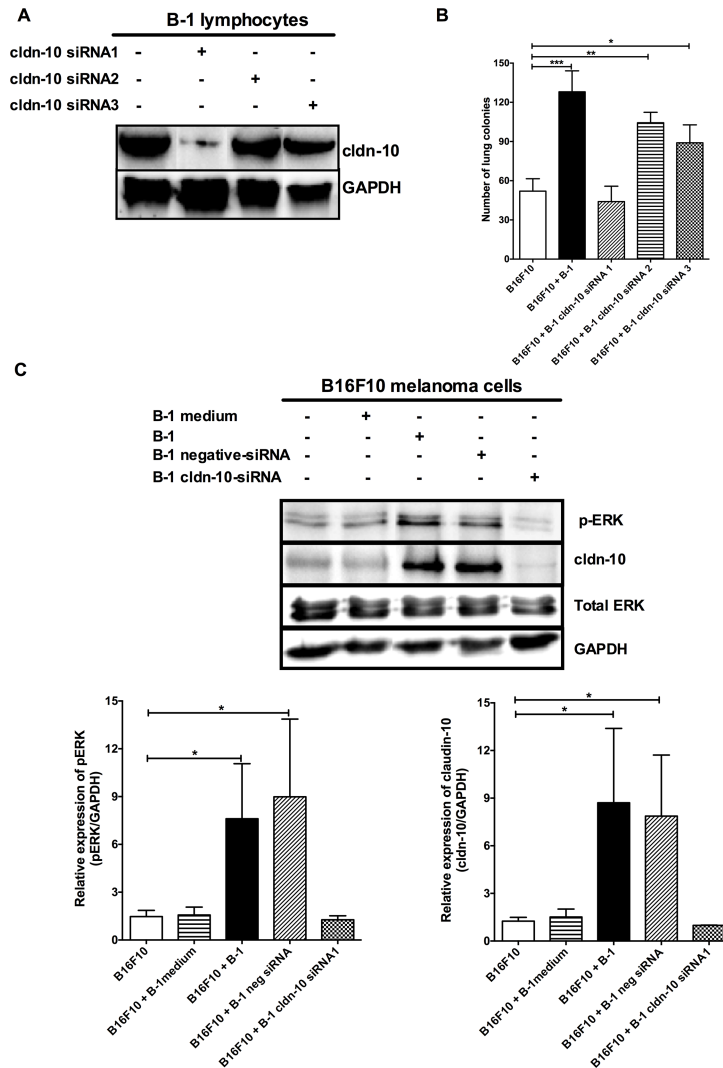 A
B-1 lymphocytes
cldn-10 siRNA1 - + - -
cldn-10 siRNA2 - - + -
cldn-10 siRNA3 - - - +
cldn-10
GAPDH
B
*
**
***
Number of lung colonies
150
120
90
60
30
0
B16F10
B16F10 + B-1
B16F10 + B-1 cldn-10 siRNA 1
B16F10 + B-1 cldn-10 siRNA 2
B16F10 + B-1 cldn-10 siRNA 3
C
B16F10 melanoma cells
B-1 medium - + - - -
B-1 - - + - -
B-1 negative-siRNA - - - + -
B-1 cldn-10-siRNA - - - - +
p-ERK
cldn-10
Total ERK
GAPDH
Relative expression of pERK
(pERK/GAPDH)
15
12
9
6
3
0
*
*
B16F10
B16F10 + B-1medium
B16F10 + B-1
B16F10 + B-1 neg siRNA
B16F10 + B-1 cldn-10 siRNA1
Relative expression of claudin-10
(cldn-10/GAPDH)
15
12
9
6
3
0
*
*
B16F10
B16F10 + B-1medium
B16F10 + B-1
B16F10 + B-1 neg siRNA
B16F10 + B-1 cldn-10 siRNA1